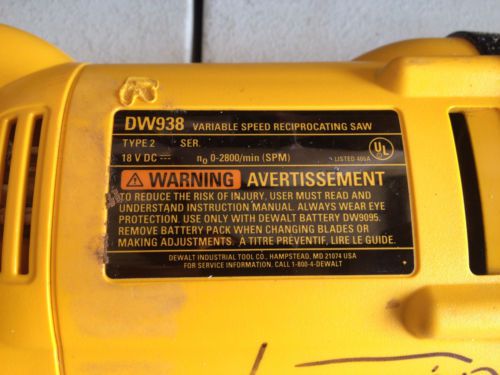 DW938 VARIABLE SPEED RECIPROCATING SAW
TYPE 2 SER.
18 V DC n0 0-2800/min (SPM)
UL
LISTED 465A
WARNING AVERTISSEMENT
TO REDUCE THE RISK OF INJURY, USER MUST READ AND
UNDERSTAND INSTRUCTION MANUAL. ALWAYS WEAR EYE
PROTECTION. USE ONLY WITH DEWALT BATTERY DW9095.
REMOVE BATTERY PACK WHEN CHANGING BLADES OR
MAKING ADJUSTMENTS. A TITRE PREVENTIF, LIRE LE GUIDE.
DEWALT INDUSTRIAL TOOL CO., HAMPSTEAD, MD 21074 USA
FOR SERVICE INFORMATION, CALL 1-800-4-DEWALT